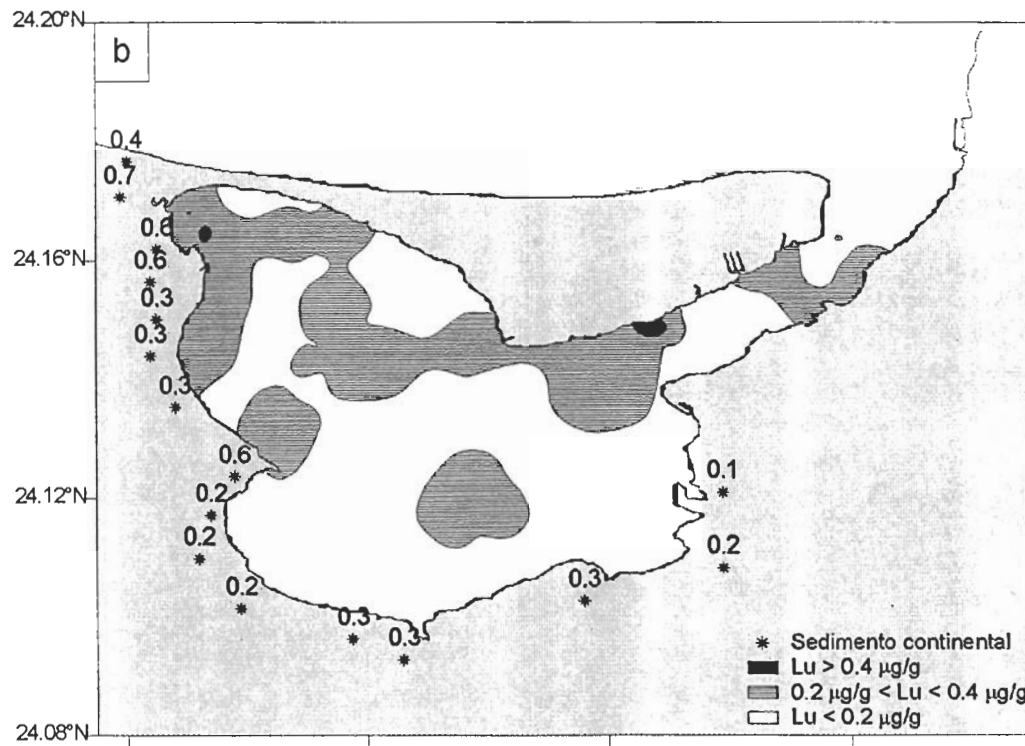 24.20°N
b
0.4
0.7
0.6
24.16°N
0.6
0.3
0.3
0.3
0.6
0.1
24.12°N
0.2
0.2
0.2
0.2
0.3
0.3
0.3
Sedimento continental
Lu > 0.4 µg/g
0.2 µg/g < Lu < 0.4 µg/g
Lu < 0.2 µg/g
24.08°N